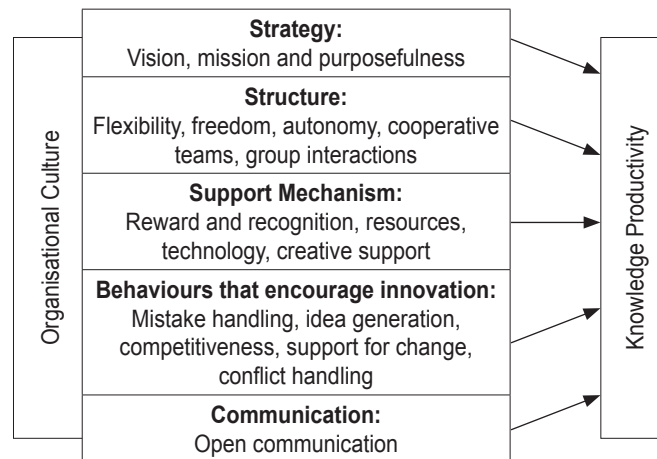 Organisational Culture
Strategy:
Vision, mission and purposefulness
Structure:
Flexibility, freedom, autonomy, cooperative
teams, group interactions
Support Mechanism:
Reward and recognition, resources,
technology, creative support
Behaviours that encourage innovation:
Mistake handling, idea generation,
competitiveness, support for change,
conflict handling
Communication:
Open communication
Knowledge Productivity